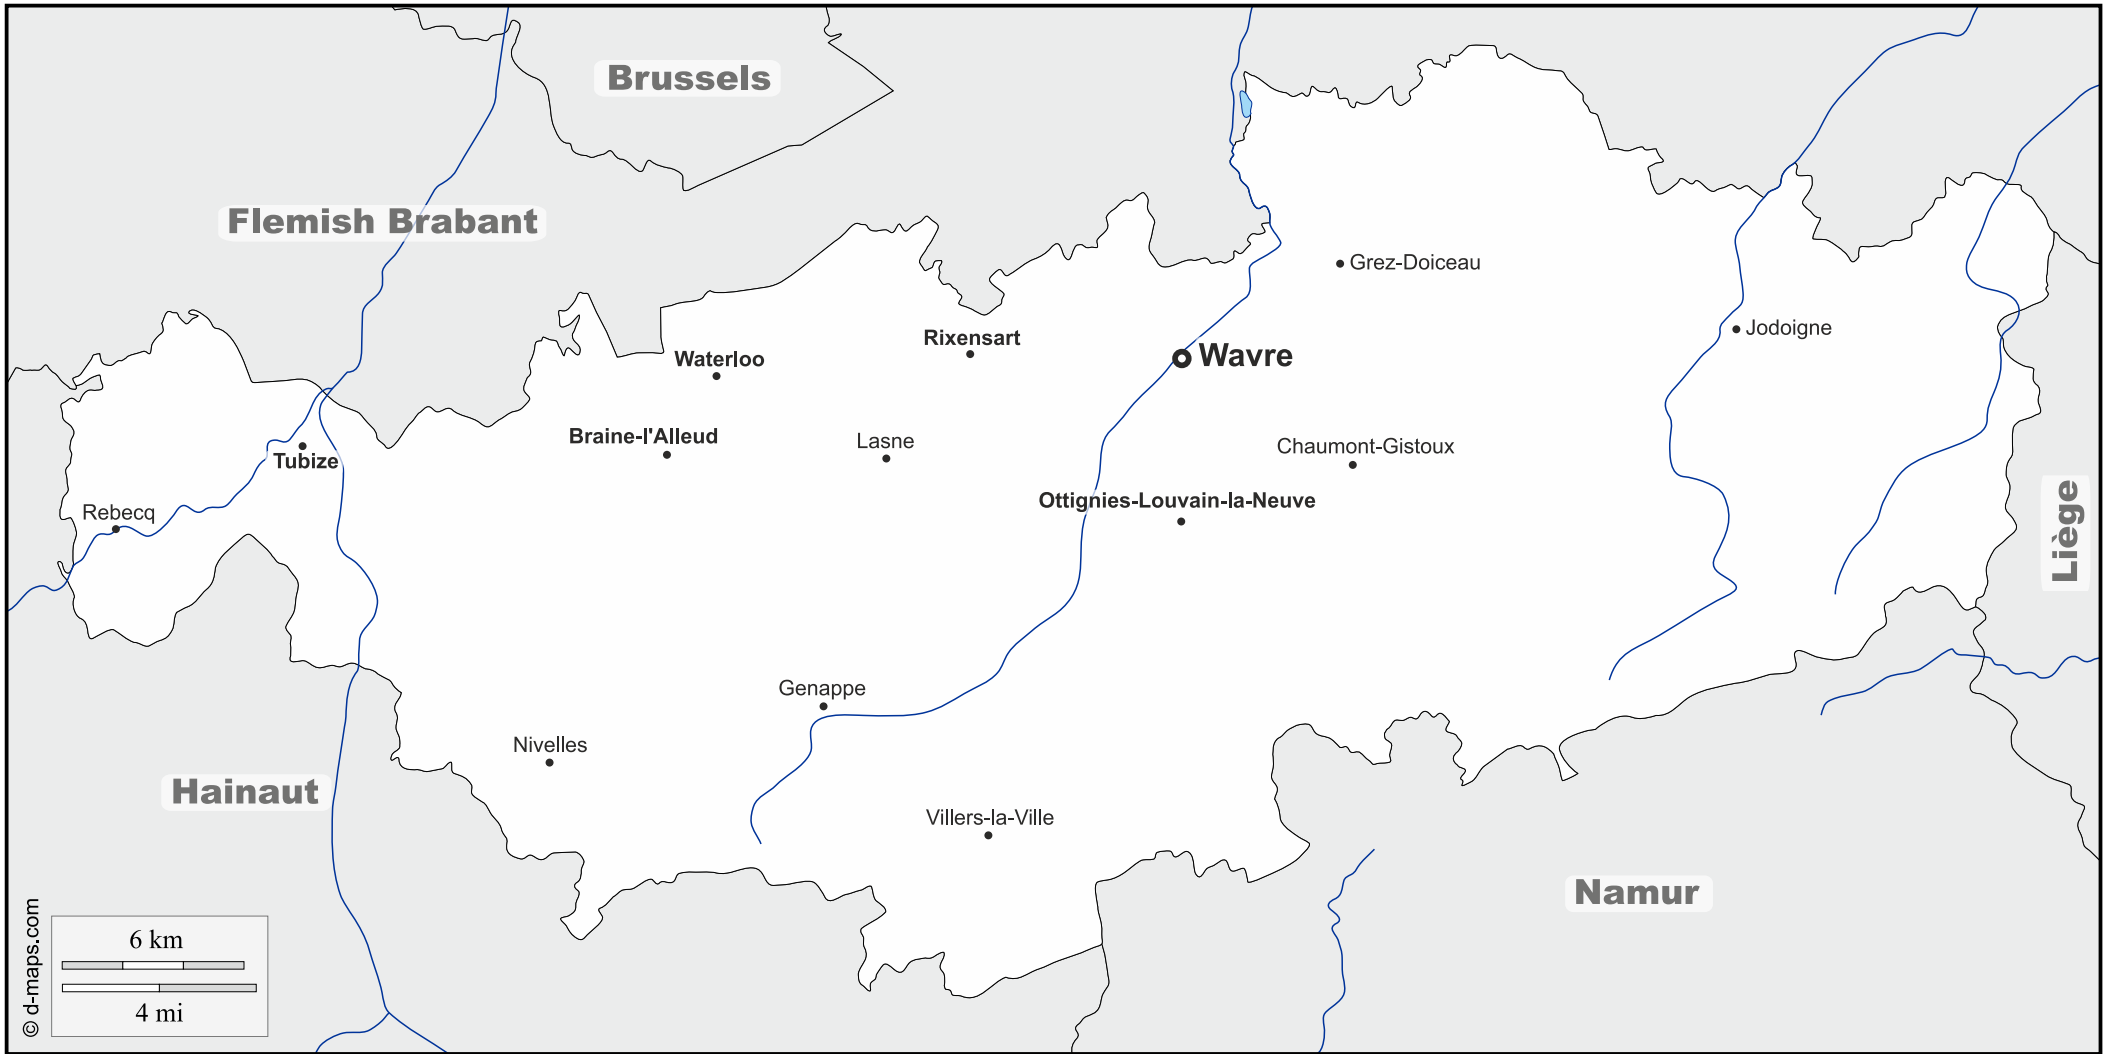 Brussels
Flemish Brabant
Grez-Doiceau
Jodoigne
Rixensart
Wavre
Waterloo
Braine-l'Alleud
Lasne
Chaumont-Gistoux
Tubize
Ottignies-Louvain-la-Neuve
Rebecq
Liège
Genappe
Nivelles
Hainaut
Villers-la-Ville
Namur
© d-maps.com
6 km
4 mi